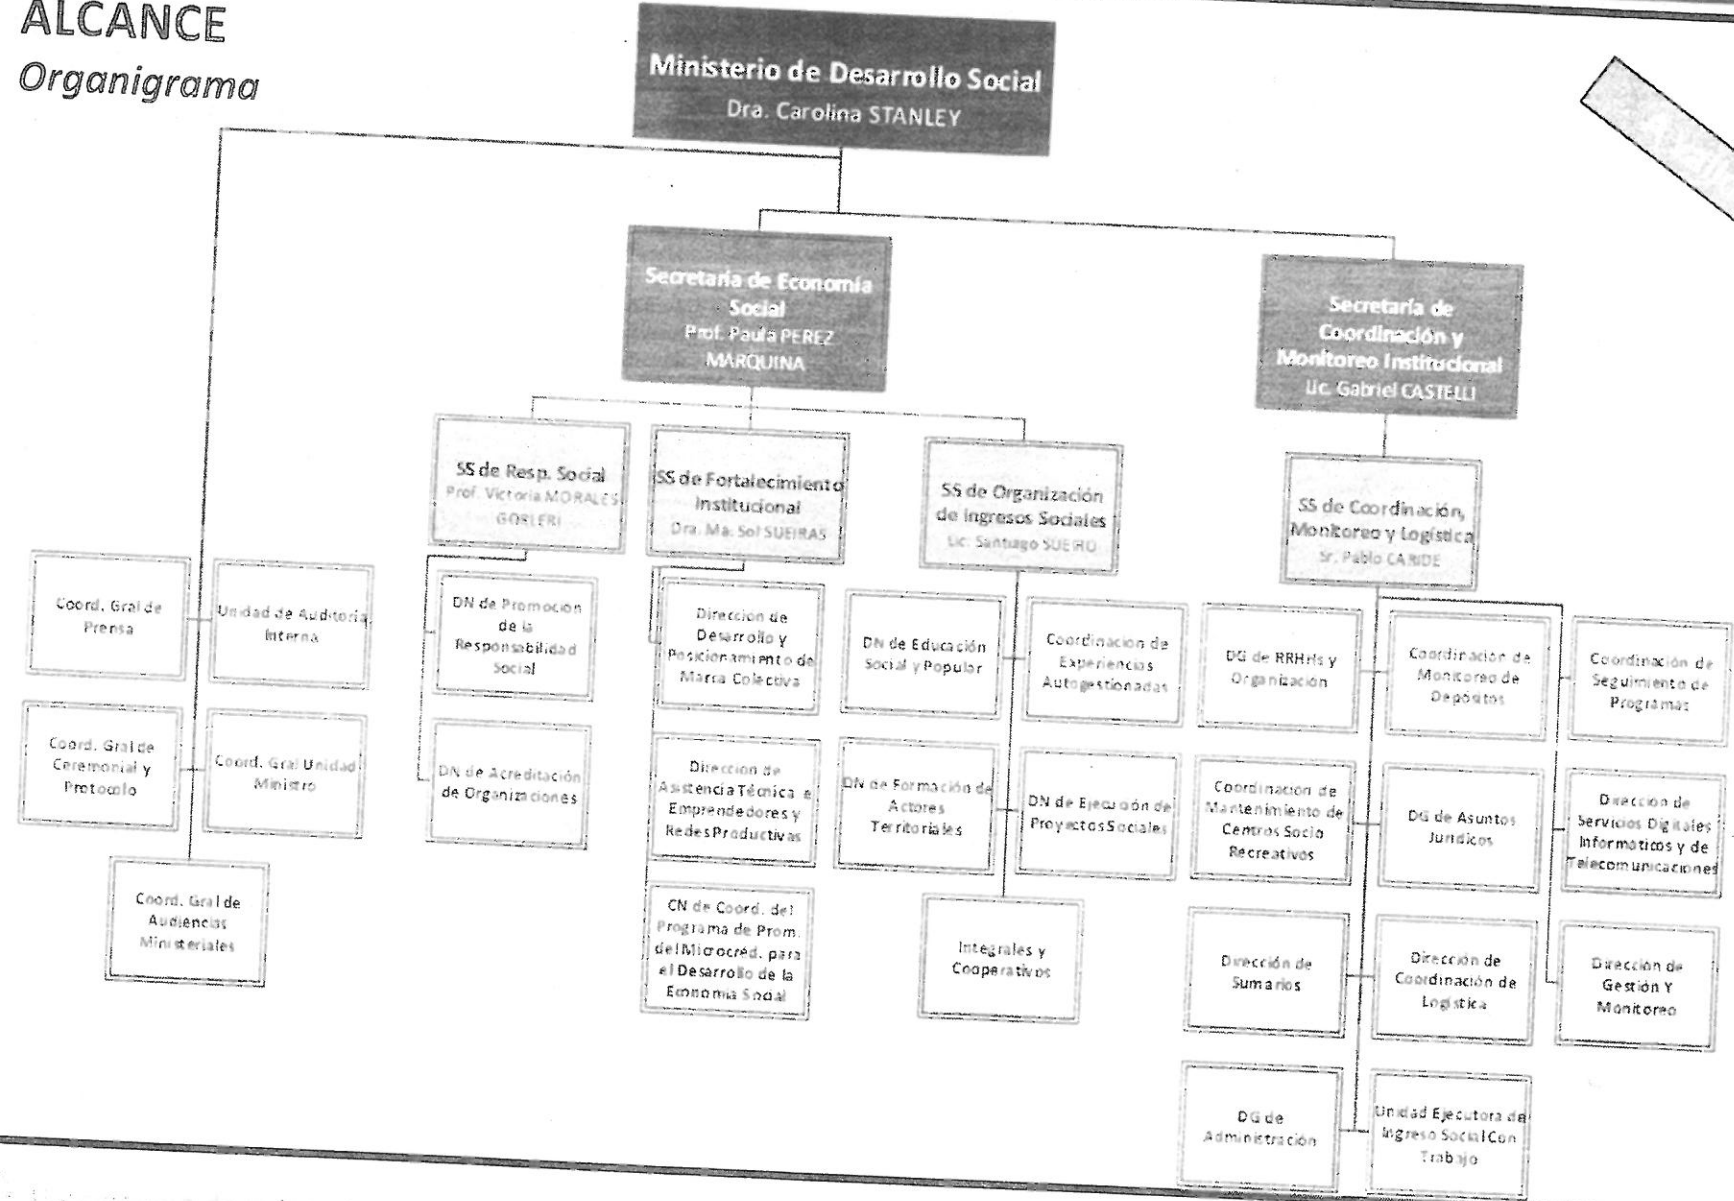 ALCANCE
Organigrama
Ministerio de Desarrollo Social
Dra. Carolina STANLEY
Secretaría de Economía
Social
Prof. Paula PEREZ
MARQUINA
Secretaría de
Coordinación y
Monitoreo Institucional
Lic. Gabriel CASTELLI
SS de Resp. Social
Prof. Victoria MORALES
GORLERI
SS de Fortalecimiento
Institucional
Dra. Ma. Sol SUEIRAS
SS de Organización
de Ingresos Sociales
Lic. Santiago SUEIRO
SS de Coordinación,
Monitoreo y Logística
Sr. Pablo CARIDE
Coord. Gral de
Prensa
Unidad de Auditoria
Interna
Coord. Gral de
Ceremonial y
Protocolo
Coord. Gral Unidad
Ministro
Coord. Gral de
Audiencias
Ministeriales
DN de Promoción
de la
Responsabilidad
Social
DN de Acreditación
de Organizaciones
Dirección de
Desarrollo y
Posicionamiento de
Marca Colectiva
Dirección de
Asistencia Técnica e
Emprendedores y
Redes Productivas
CN de Coord. del
Programa de Prom.
del Microcréd. para
el Desarrollo de la
Economía Social
DN de Educación
Social y Popular
Coordinacion de
Experiencias
Autogestionadas
DN de Formación de
Actores
Territoriales
DN de Ejecución de
Proyectos Sociales
Integrales y
Cooperativos
DG de RRHHs y
Organización
Coordinación de
Monitoreo de
Depósitos
Coordinación de
Seguimiento de
Programas
Coordinación de
Mantenimiento de
Centros Socio
Recreativos
DG de Asuntos
Jurídicos
Dirección de
Servicios Digitales
Informáticos y de
Telecomunicaciones
Dirección de
Sumarios
Dirección de
Coordinación de
Logística
Dirección de
Gestión Y
Monitoreo
DG de
Administración
Unidad Ejecutora de
Ingreso Social Con
Trabajo